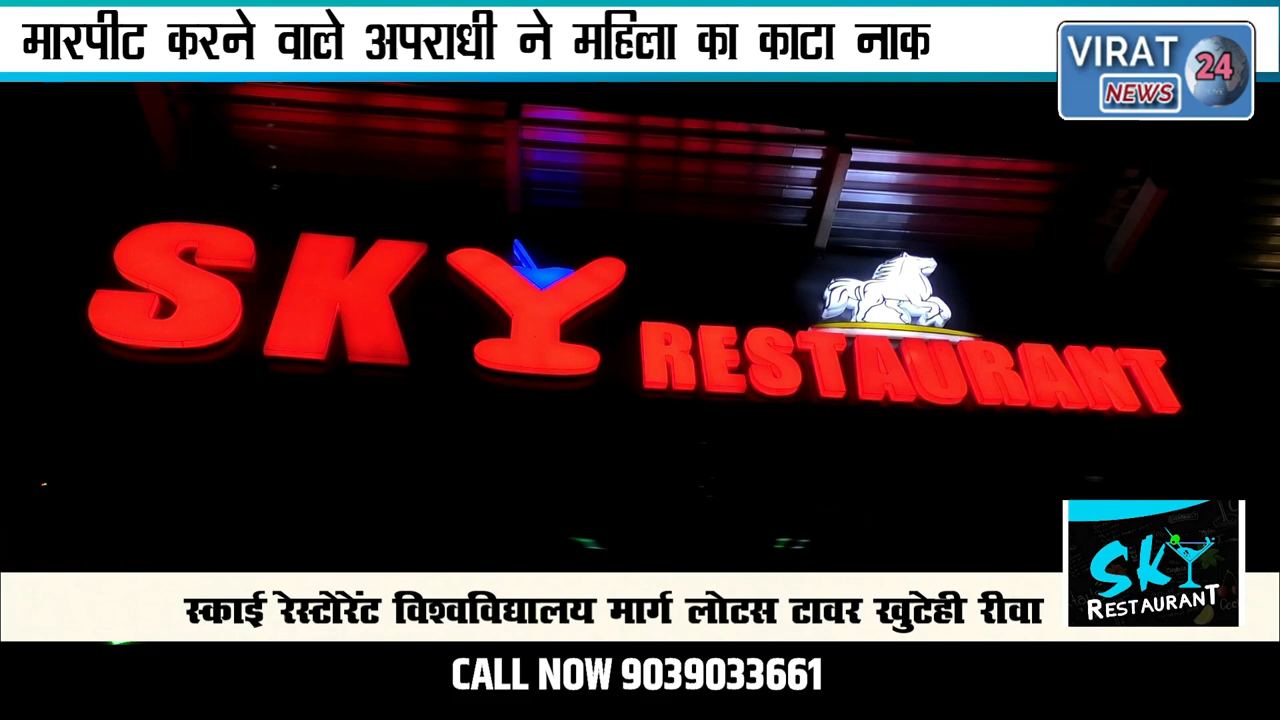 मारपीट करने वाले अपराधी ने महिला का काटा नाक
VIRAT 24
NEWS
SKY RESTAURANT
SKY
RESTAURANT
स्काई रेस्टोरेंट विश्वविद्यालय मार्ग लोटस टावर खुटेही रीवा
CALL NOW 9039033661